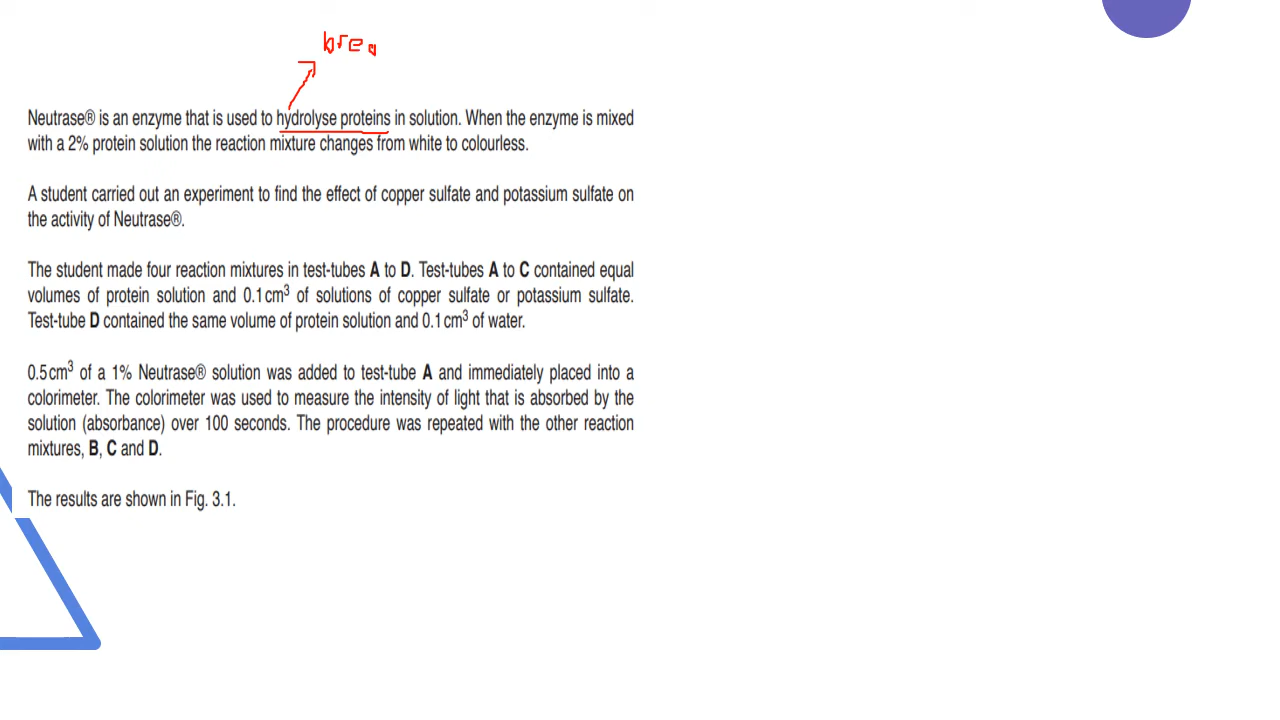 brea
Neutrase® is an enzyme that is used to hydrolyse proteins in solution. When the enzyme is mixed
with a 2% protein solution the reaction mixture changes from white to colourless.
A student carried out an experiment to find the effect of copper sulfate and potassium sulfate on
the activity of Neutrase®.
The student made four reaction mixtures in test-tubes A to D. Test-tubes A to C contained equal
volumes of protein solution and 0.1 cm³ of solutions of copper sulfate or potassium sulfate.
Test-tube D contained the same volume of protein solution and 0.1 cm³ of water.
0.5 cm³ of a 1% Neutrase® solution was added to test-tube A and immediately placed into a
colorimeter. The colorimeter was used to measure the intensity of light that is absorbed by the
solution (absorbance) over 100 seconds. The procedure was repeated with the other reaction
mixtures, B, C and D.
The results are shown in Fig. 3.1.